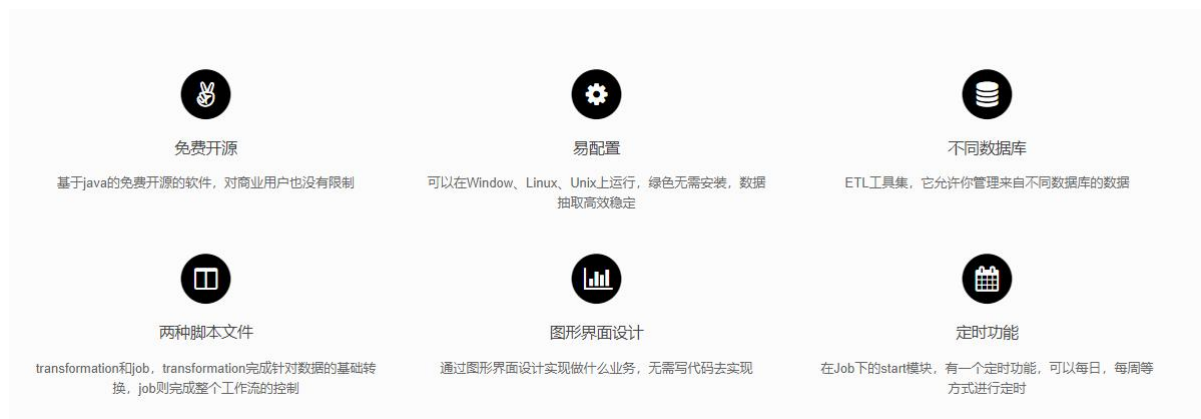 免费开源
基于java的免费开源的软件，对商业用户也没有限制
易配置
可以在Window、Linux、Unix上运行，绿色无需安装，数据
抽取高效稳定
不同数据库
ETL工具集，它允许你管理来自不同数据库的数据
两种脚本文件
transformation和job，transformation完成针对数据的基础转
换，job则完成整个工作流的控制
图形界面设计
通过图形界面设计实现做什么业务，无需写代码去实现
定时功能
在Job下的start模块，有一个定时功能，可以每日，每周等
方式进行定时